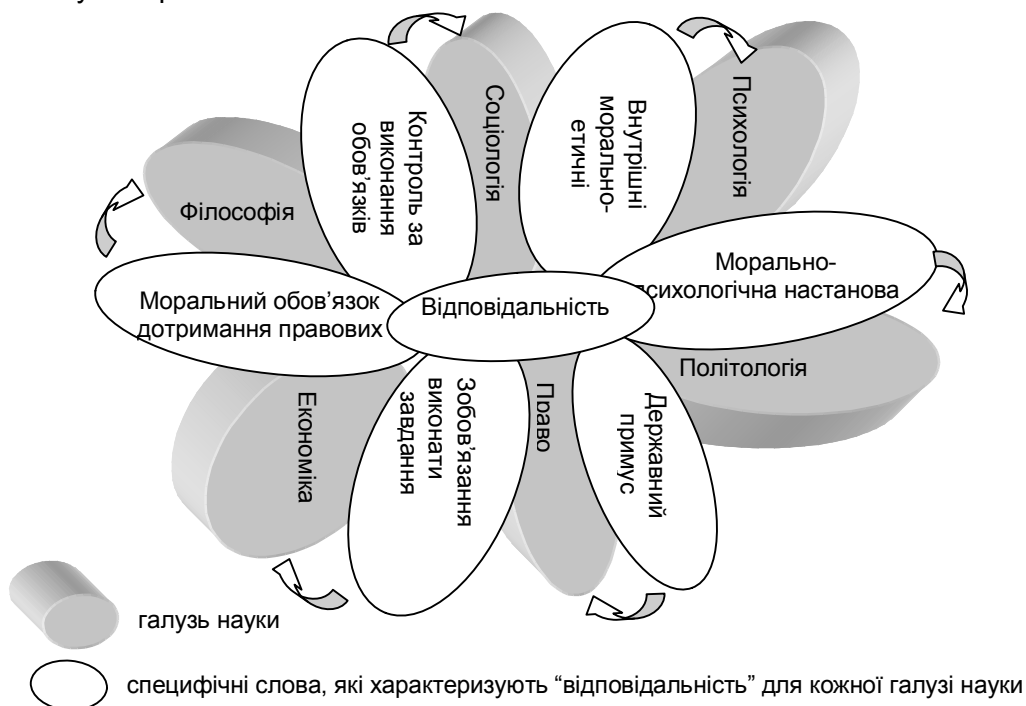 Контроль за
виконання
обов’язків
Соціологія
Внутрішні
морально-
етичні
Психологія
Філософія
Моральний обов’язок
дотримання правових
Відповідальність
Морально-
психологічна настанова
Політологія
Економіка
Зобов’язання
виконати
завдання
Право
Державний
примус
галузь науки
специфічні слова, які характеризують “відповідальність” для кожної галузі науки